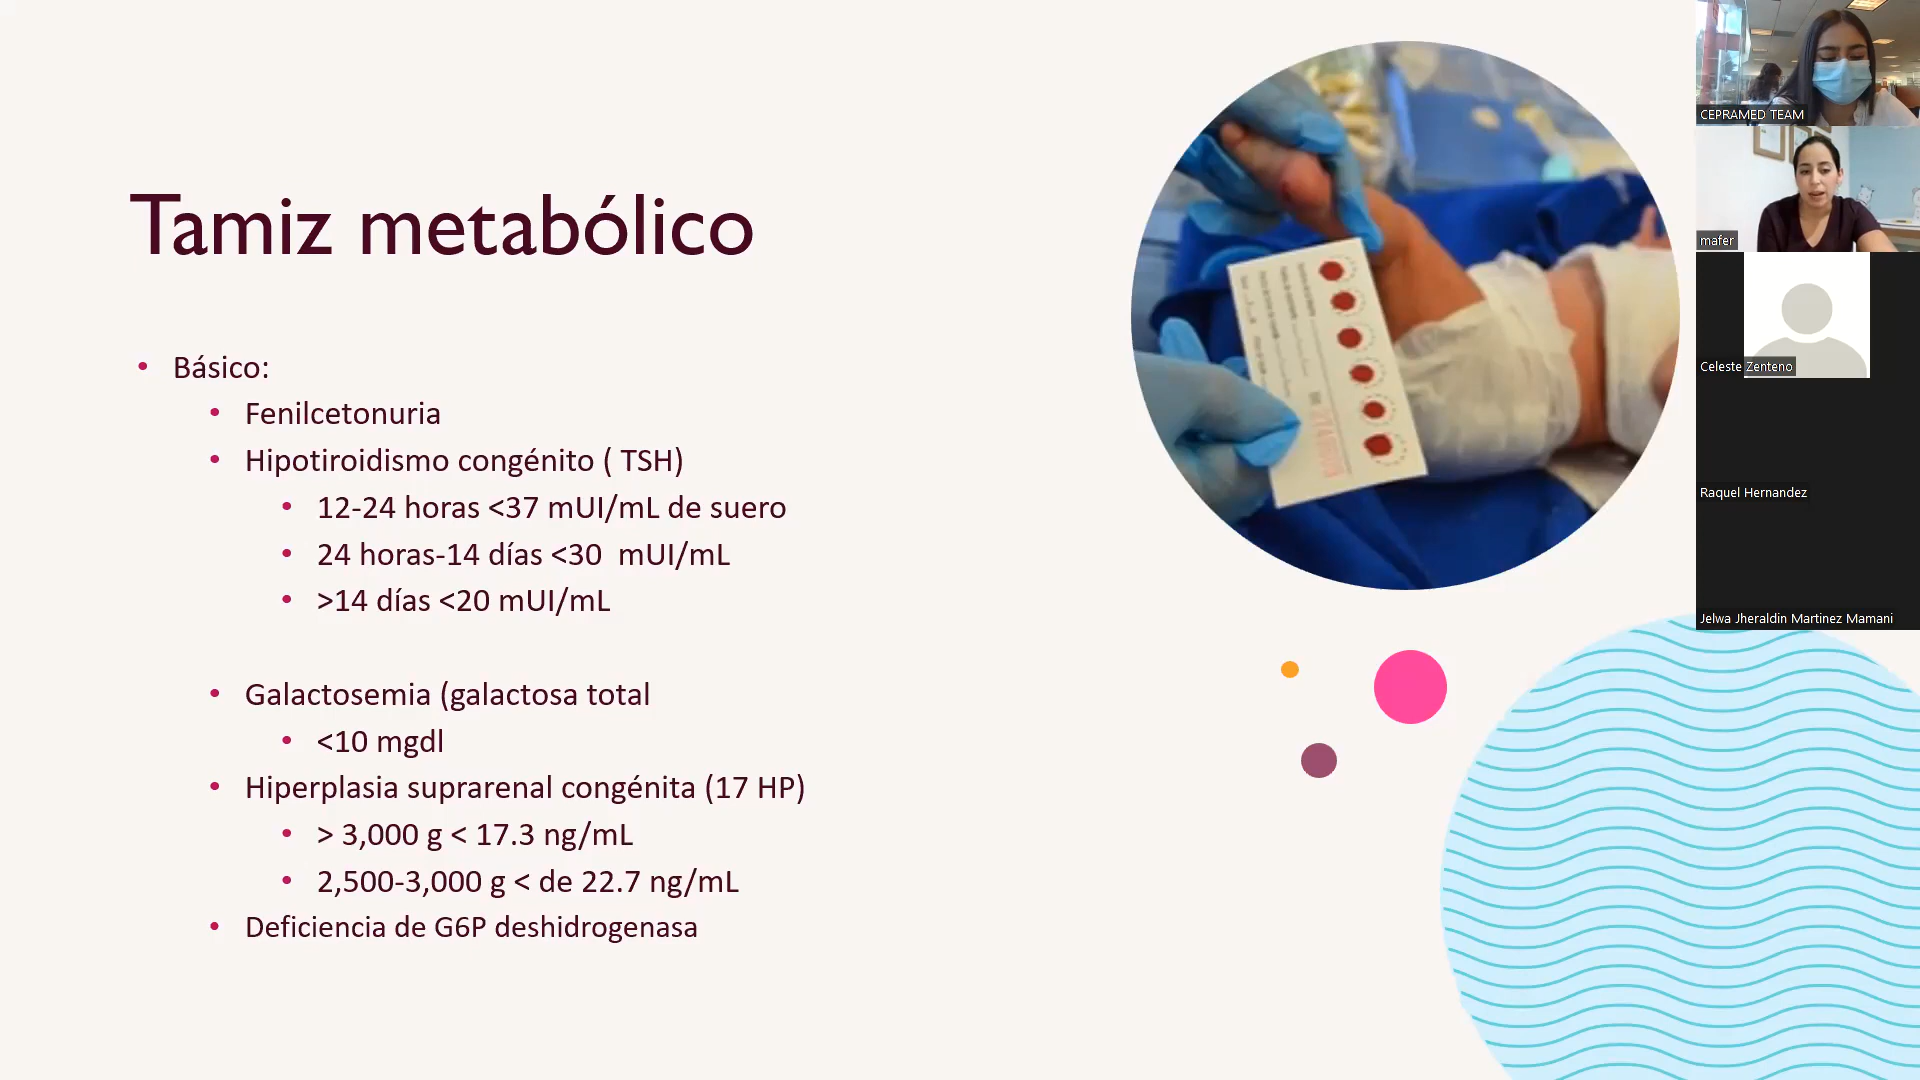 Tamiz metabólico
• Básico:
• Fenilcetonuria
• Hipotiroidismo congénito ( TSH)
• 12-24 horas <37 mUI/mL de suero
• 24 horas-14 días <30  mUI/mL
• >14 días <20 mUI/mL
• Galactosemia (galactosa total
• <10 mgdl
• Hiperplasia suprarrenal congénita (17 HP)
• > 3,000 g < 17.3 ng/mL
• 2,500-3,000 g < de 22.7 ng/mL
• Deficiencia de G6P deshidrogenasa
CEPRAMED TEAM
mafer
Celeste Zenteno
Raquel Hernandez
Jelwa Jheraldin Martinez Mamani